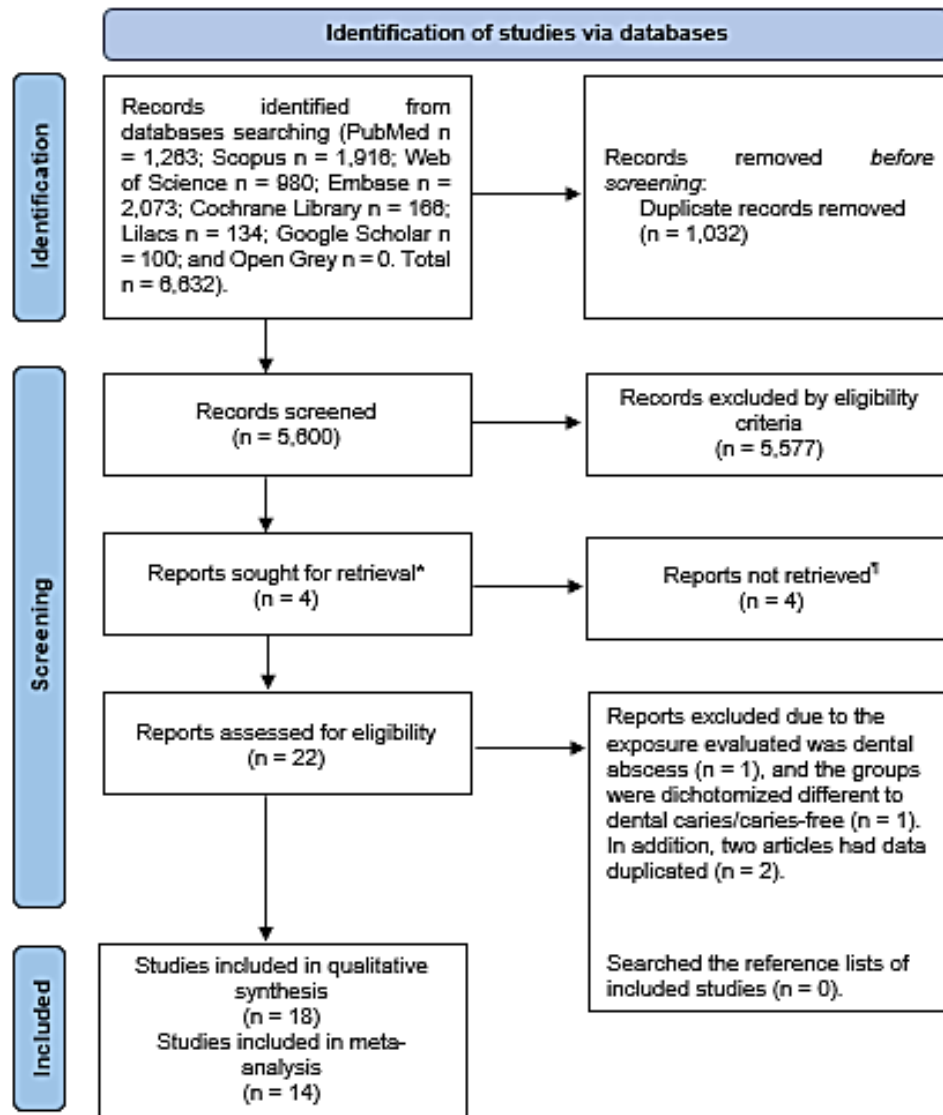 Identification of studies via databases
Identification
Records identified from
databases searching (PubMed n
= 1,263; Scopus n = 1,916; Web
of Science n = 980; Embase n =
2,073; Cochrane Library n = 166;
Lilacs n = 134; Google Scholar n
= 100; and Open Grey n = 0. Total
n = 6,632).
Records removed before
screening:
Duplicate records removed
(n = 1,032)
Screening
Records screened
(n = 5,600)
Records excluded by eligibility
criteria
(n = 5,577)
Reports sought for retrieval*
(n = 4)
Reports not retrieved¶
(n = 4)
Reports assessed for eligibility
(n = 22)
Reports excluded due to the
exposure evaluated was dental
abscess (n = 1), and the groups
were dichotomized different to
dental caries/caries-free (n = 1).
In addition, two articles had data
duplicated (n = 2).
Searched the reference lists of
included studies (n = 0).
Included
Studies included in qualitative
synthesis
(n = 18)
Studies included in meta-
analysis
(n = 14)